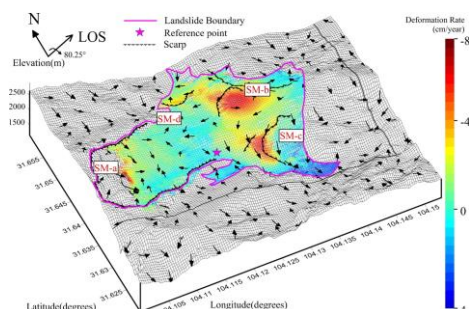 N
LOS
80.25°
Landslide Boundary
Reference point
Scarp
Deformation Rate
(cm/year)
Elevation(m)
2500
2000
1500
-8
-4
0
4
SM-b
SM-d
SM-c
SM-a
31.655
31.65
31.645
31.64
31.635
31.63
31.625
104.105
104.11
104.115
104.12
104.125
104.13
104.135
104.14
104.145
104.15
Latitude(degrees)
Longitude(degrees)